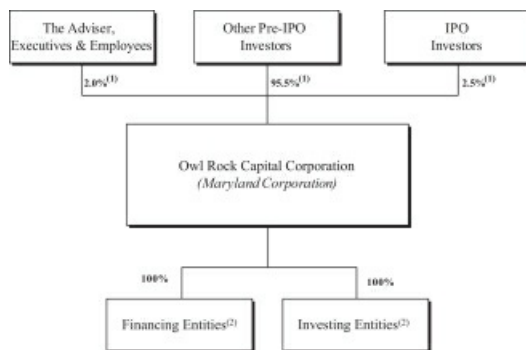 The Adviser,
Executives & Employees
Other Pre-IPO
Investors
IPO
Investors
2.0%(1)
95.5%(1)
2.5%(1)
Owl Rock Capital Corporation
(Maryland Corporation)
100%
100%
Financing Entities(2)
Investing Entities(2)